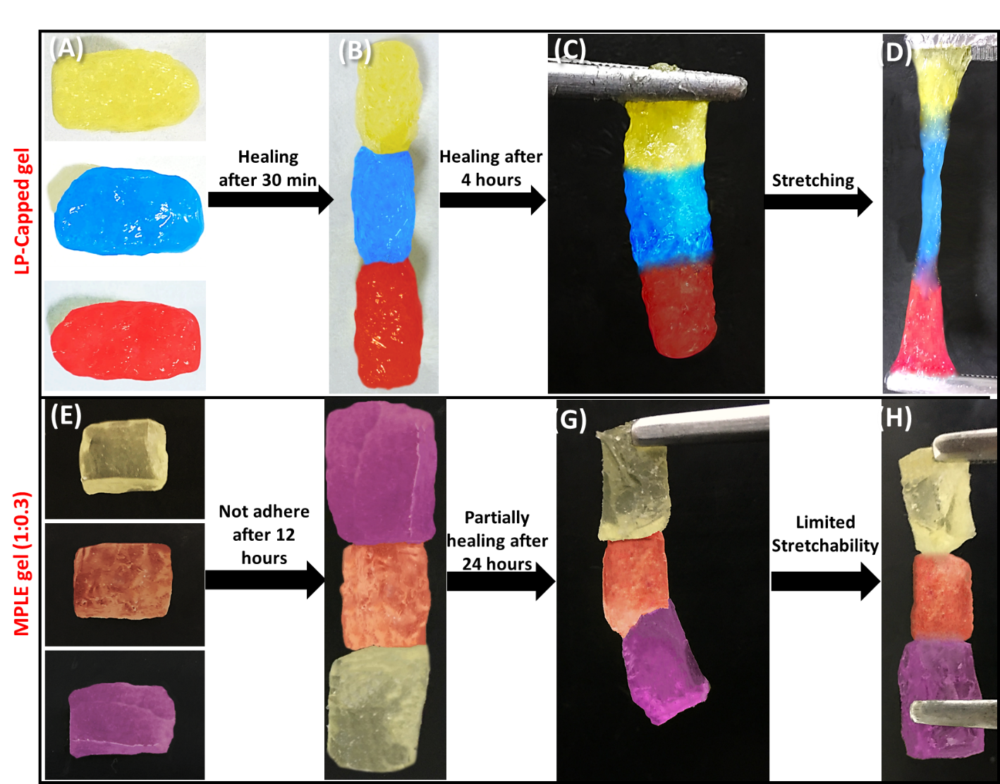 LP-Capped gel
(A)
Healing
after 30 min
(B)
Healing after
4 hours
(C)
Stretching
(D)
MPLE gel (1:0.3)
(E)
Not adhere
after 12
hours
Partially
healing after
24 hours
(G)
Limited
Stretchability
(H)